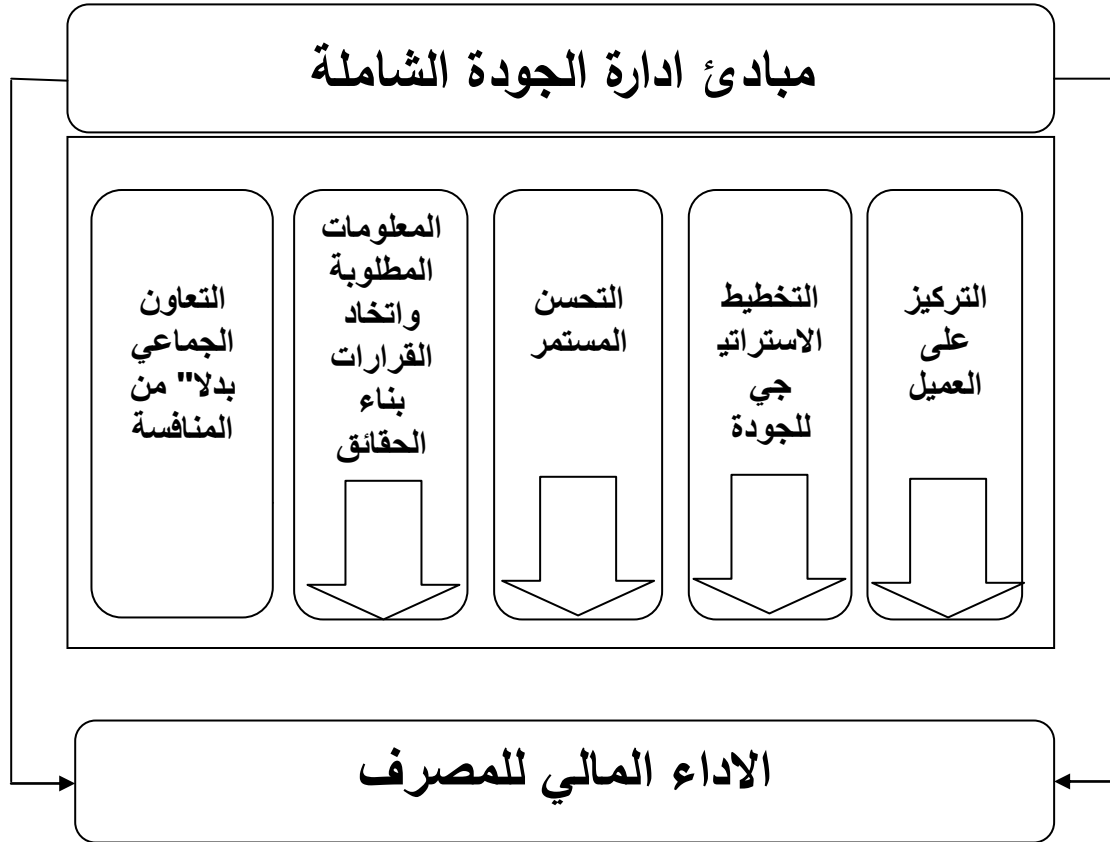 مبادئ ادارة الجودة الشاملة
التركيز
على
العميل
التخطيط
الاستراتيـ
جي
للجودة
التحسن
المستمر
المعلومات
المطلوبة
واتخاد
القرارات
بناء
الحقائق
التعاون
الجماعي
بدلا" من
المنافسة
الاداء المالي للمصرف